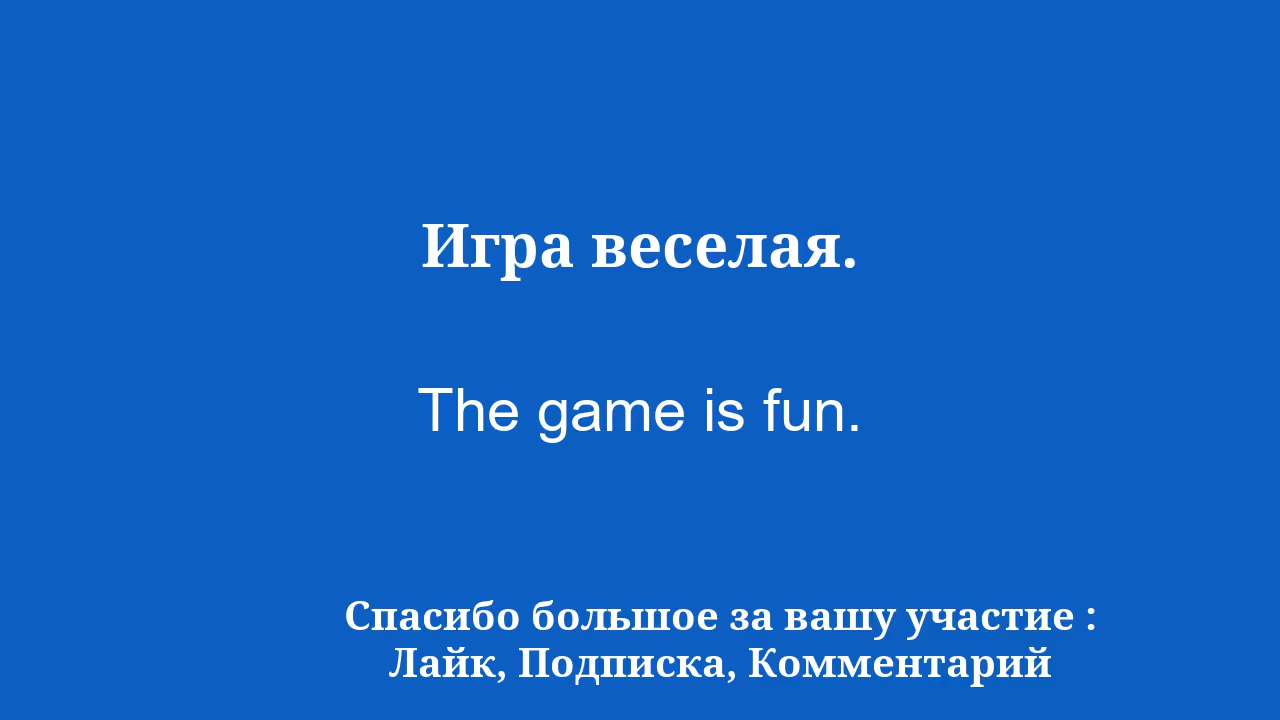 Игра веселая.
The game is fun.
Спасибо большое за вашу участие :
Лайк, Подписка, Комментарий